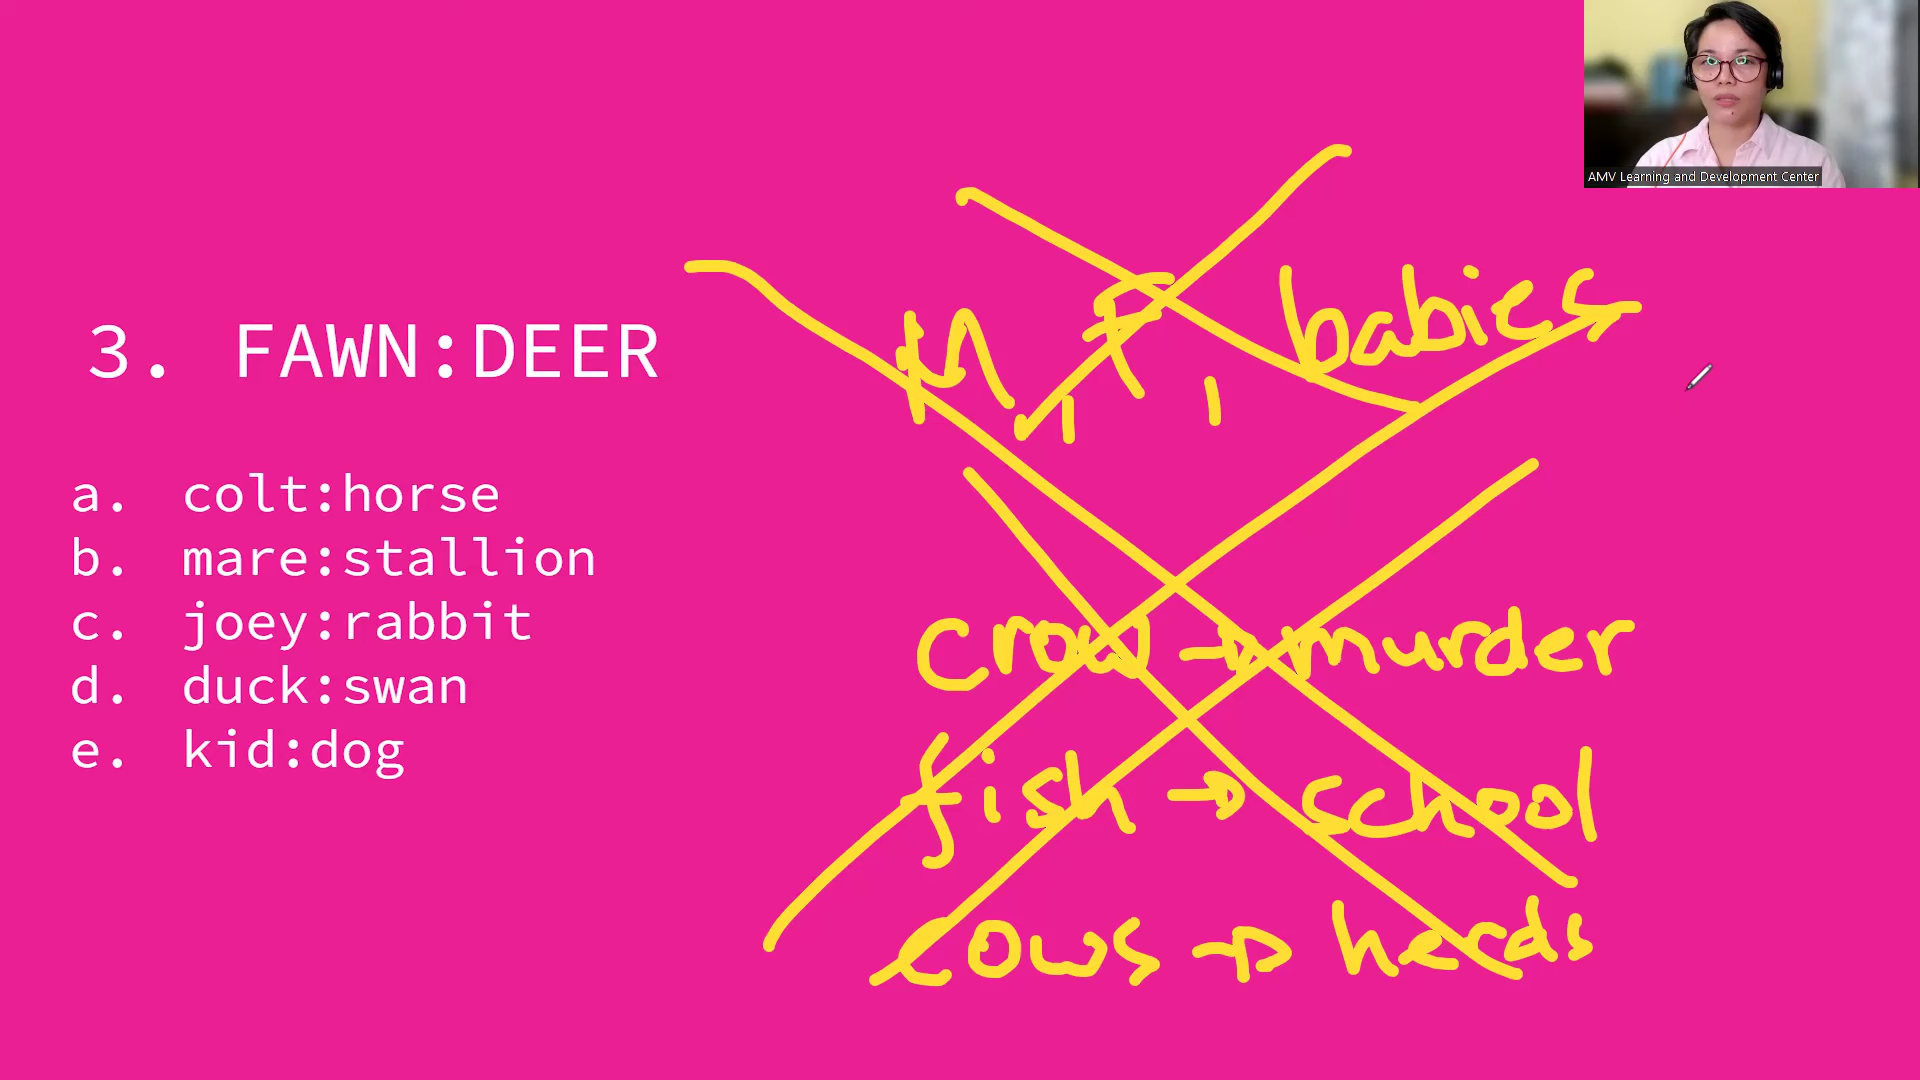 AMV Learning and Development Center
M, F, babies
3. FAWN:DEER
a. colt:horse
b. mare:stallion
c. joey:rabbit
d. duck:swan
e. kid:dog
crow → murder
fish → school
cows → herds